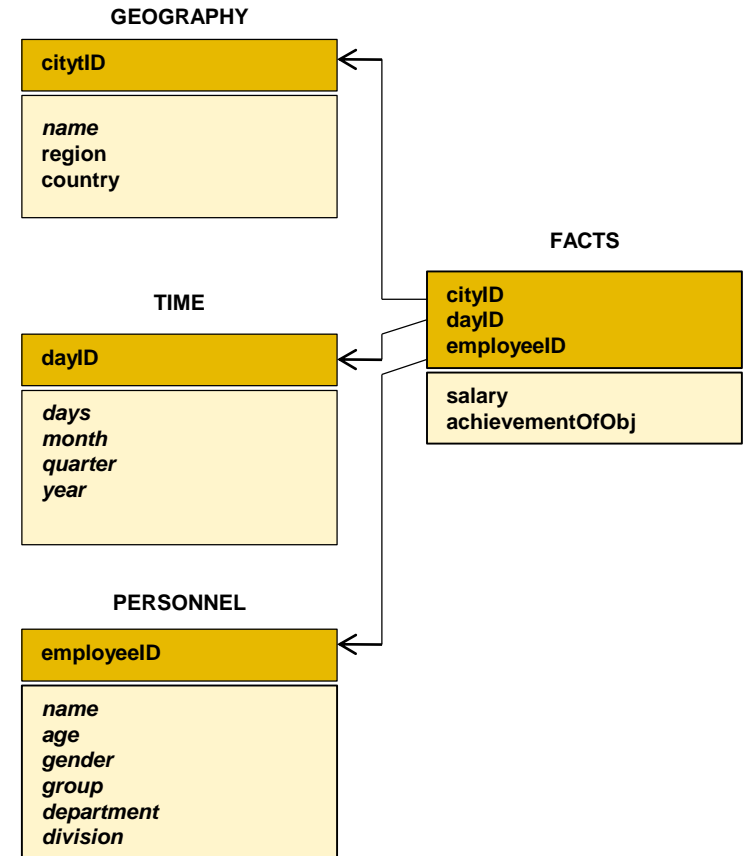 GEOGRAPHY
citytID
name
region
country
TIME
dayID
days
month
quarter
year
PERSONNEL
employeeID
name
age
gender
group
department
division
FACTS
cityID
dayID
employeeID
salary
achievementOfObj